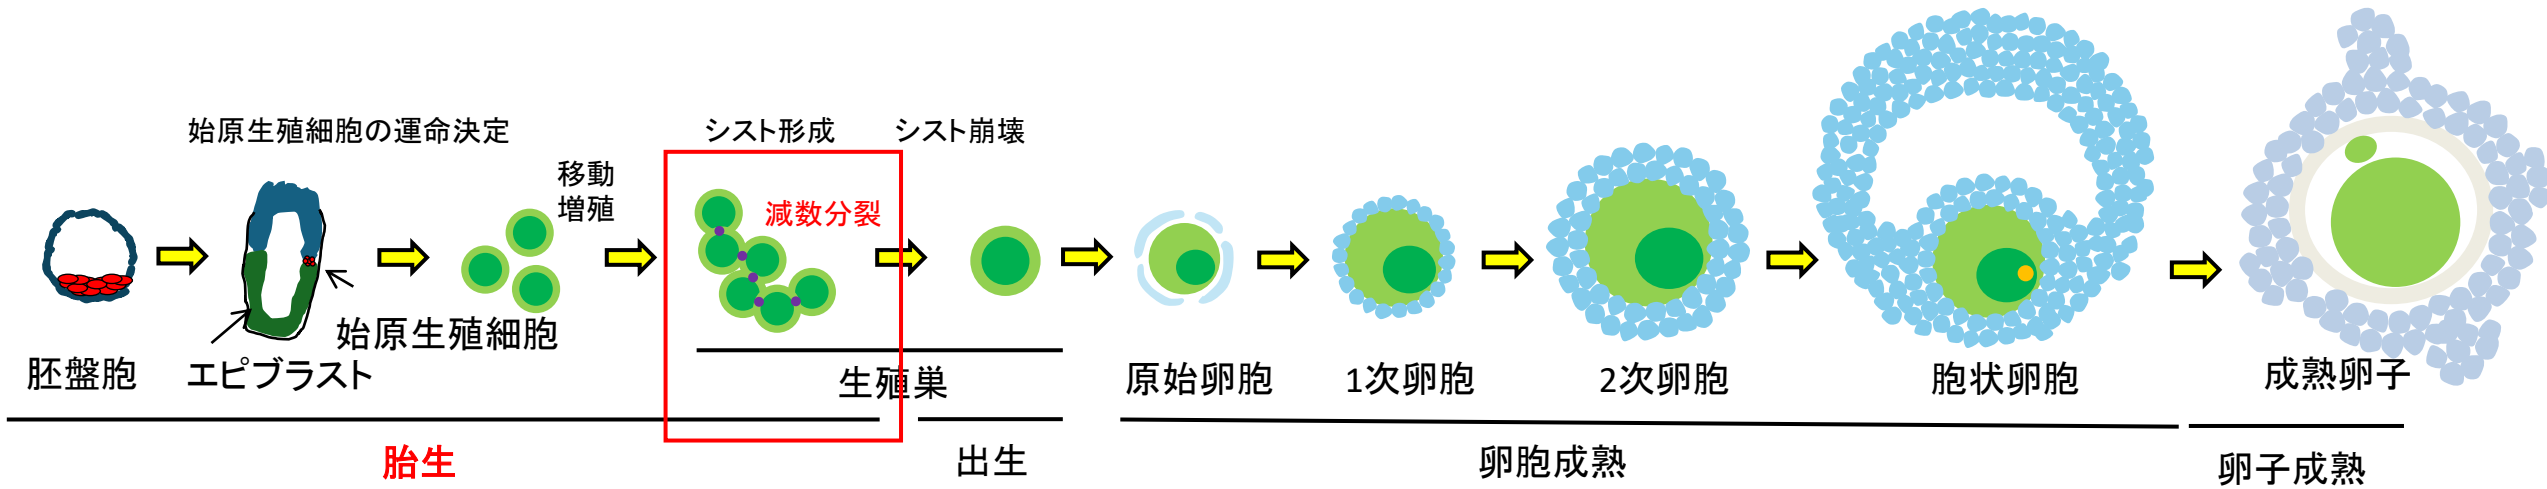 始原生殖細胞の運命決定
シスト形成
シスト崩壊
移動
増殖
減数分裂
始原生殖細胞
胚盤胞
エピブラスト
生殖巣
原始卵胞
1次卵胞
2次卵胞
胞状卵胞
成熟卵子
胎生
出生
卵胞成熟
卵子成熟